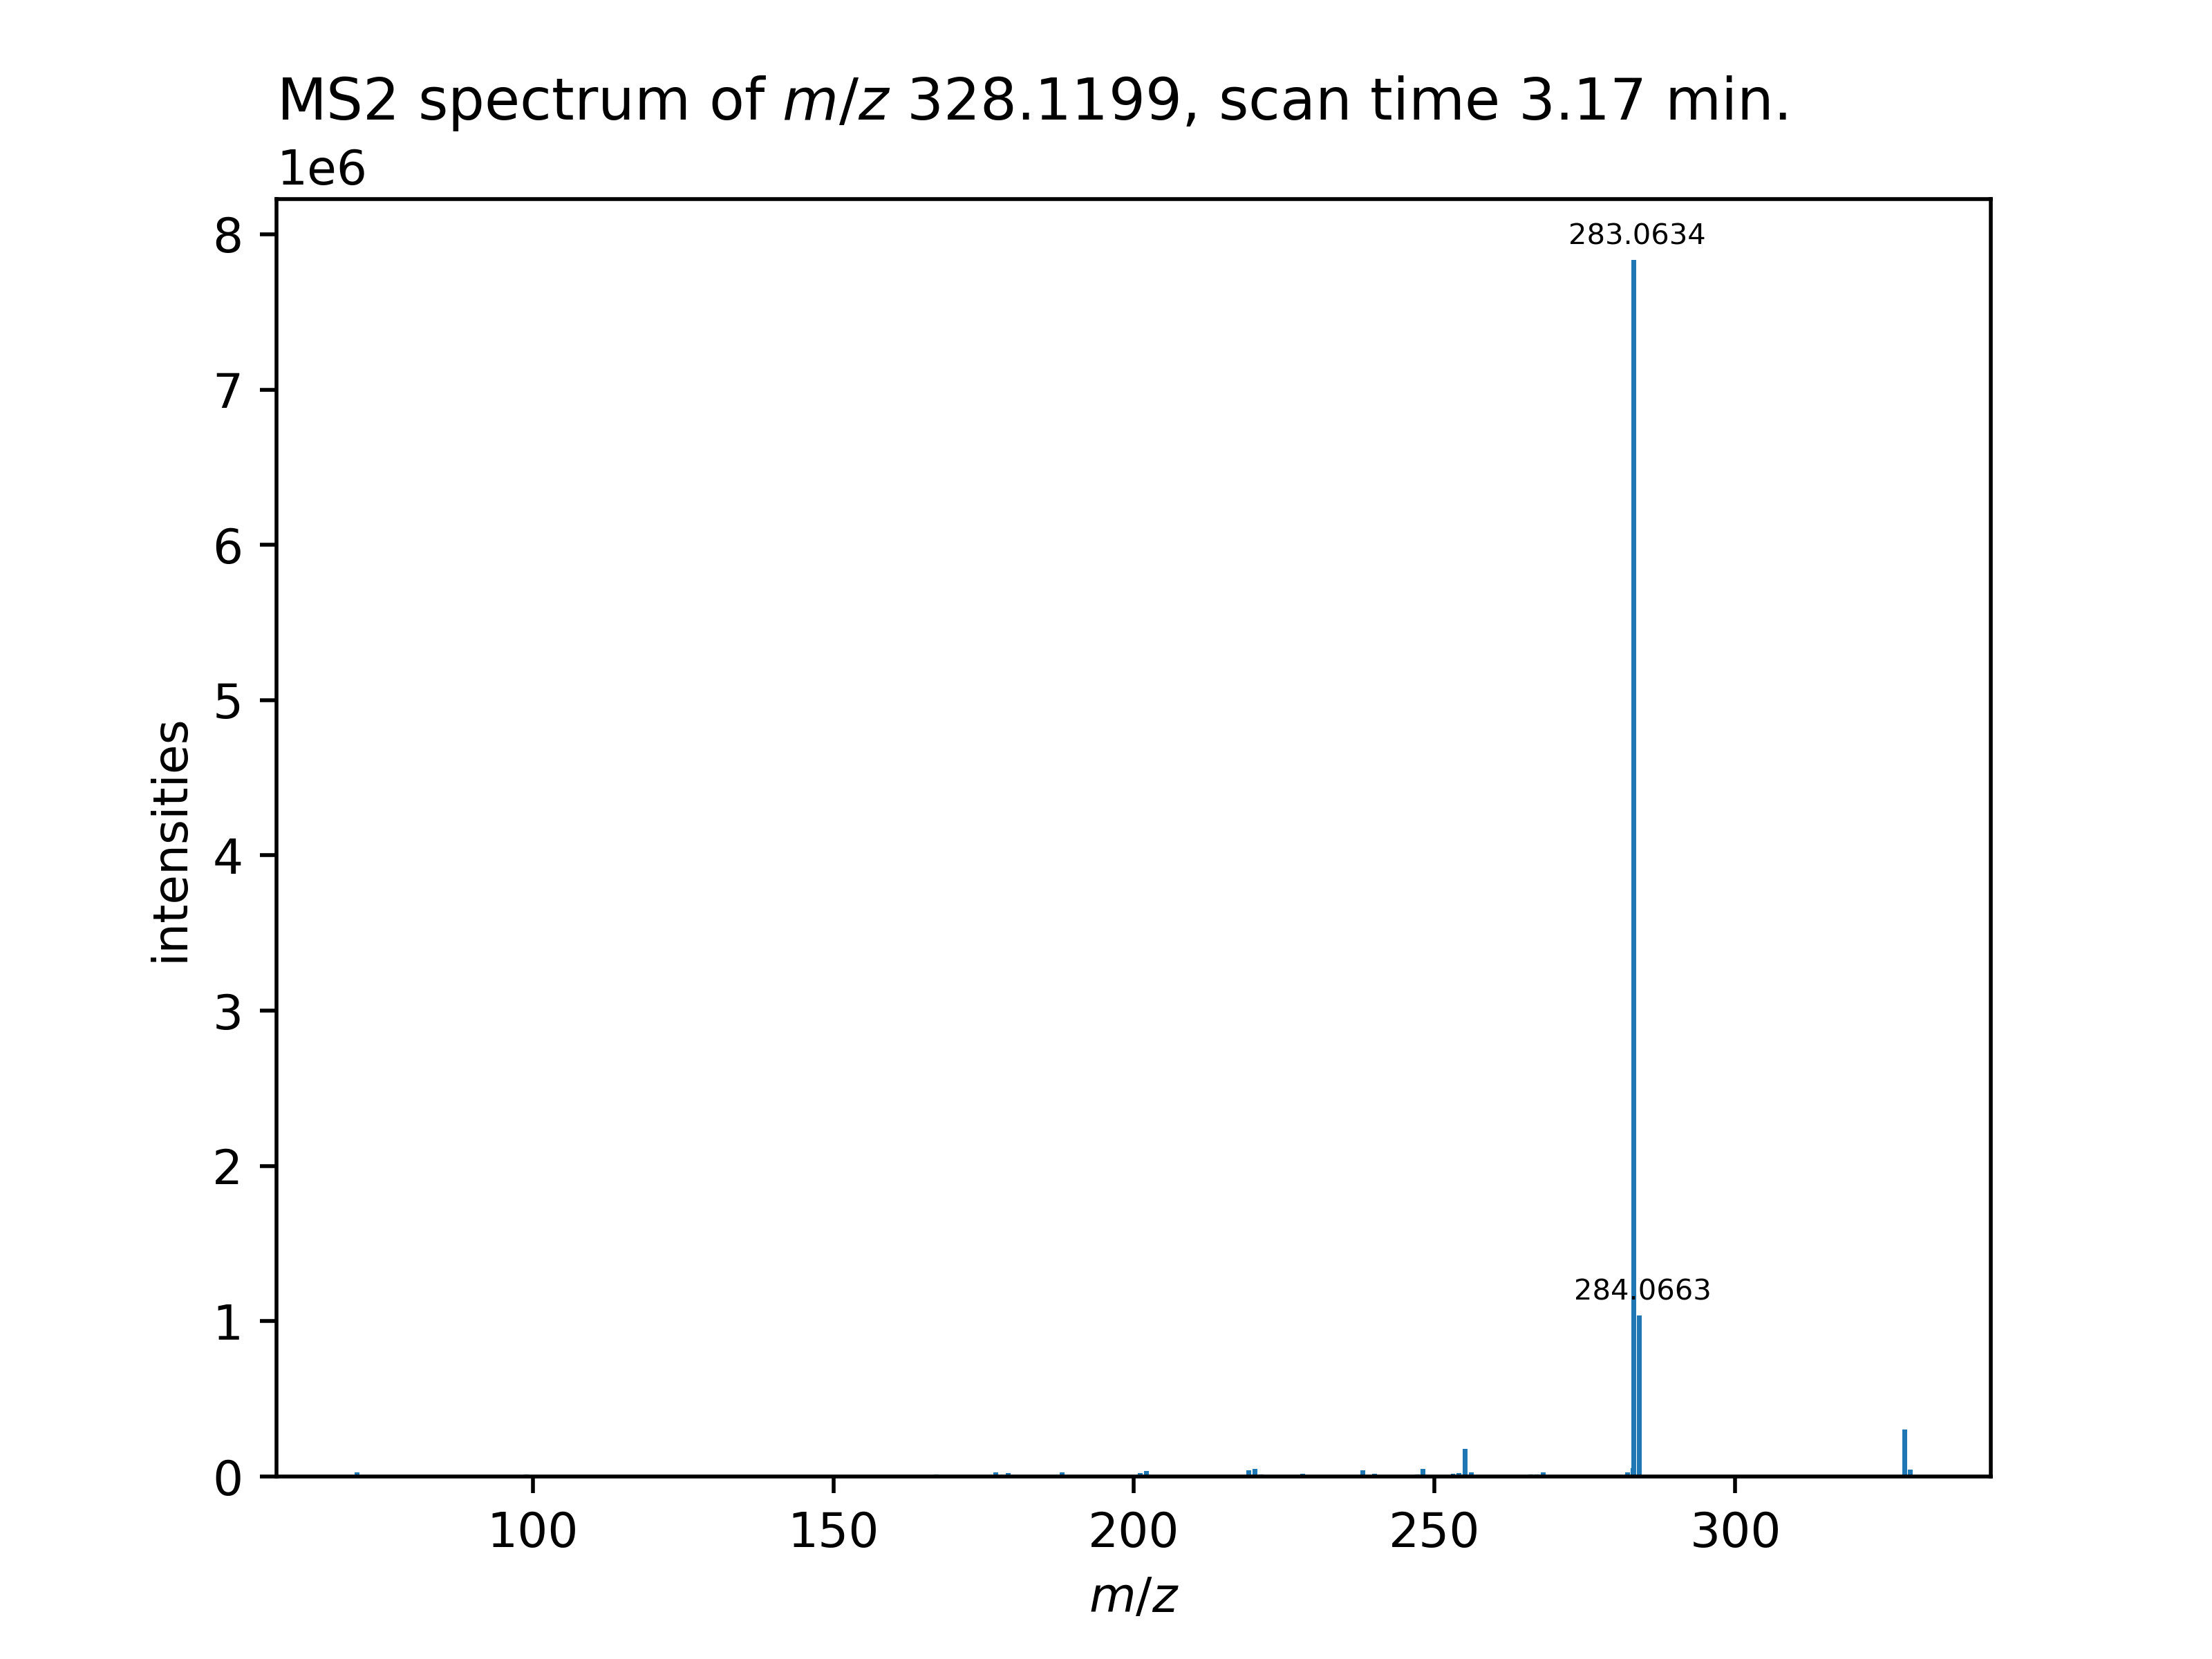 MS2 spectrum of m/z 328.1199, scan time 3.17 min.
1e6
8
7
6
5
4
3
2
1
0
intensities
283.0634
284.0663
100 150 200 250 300
m/z